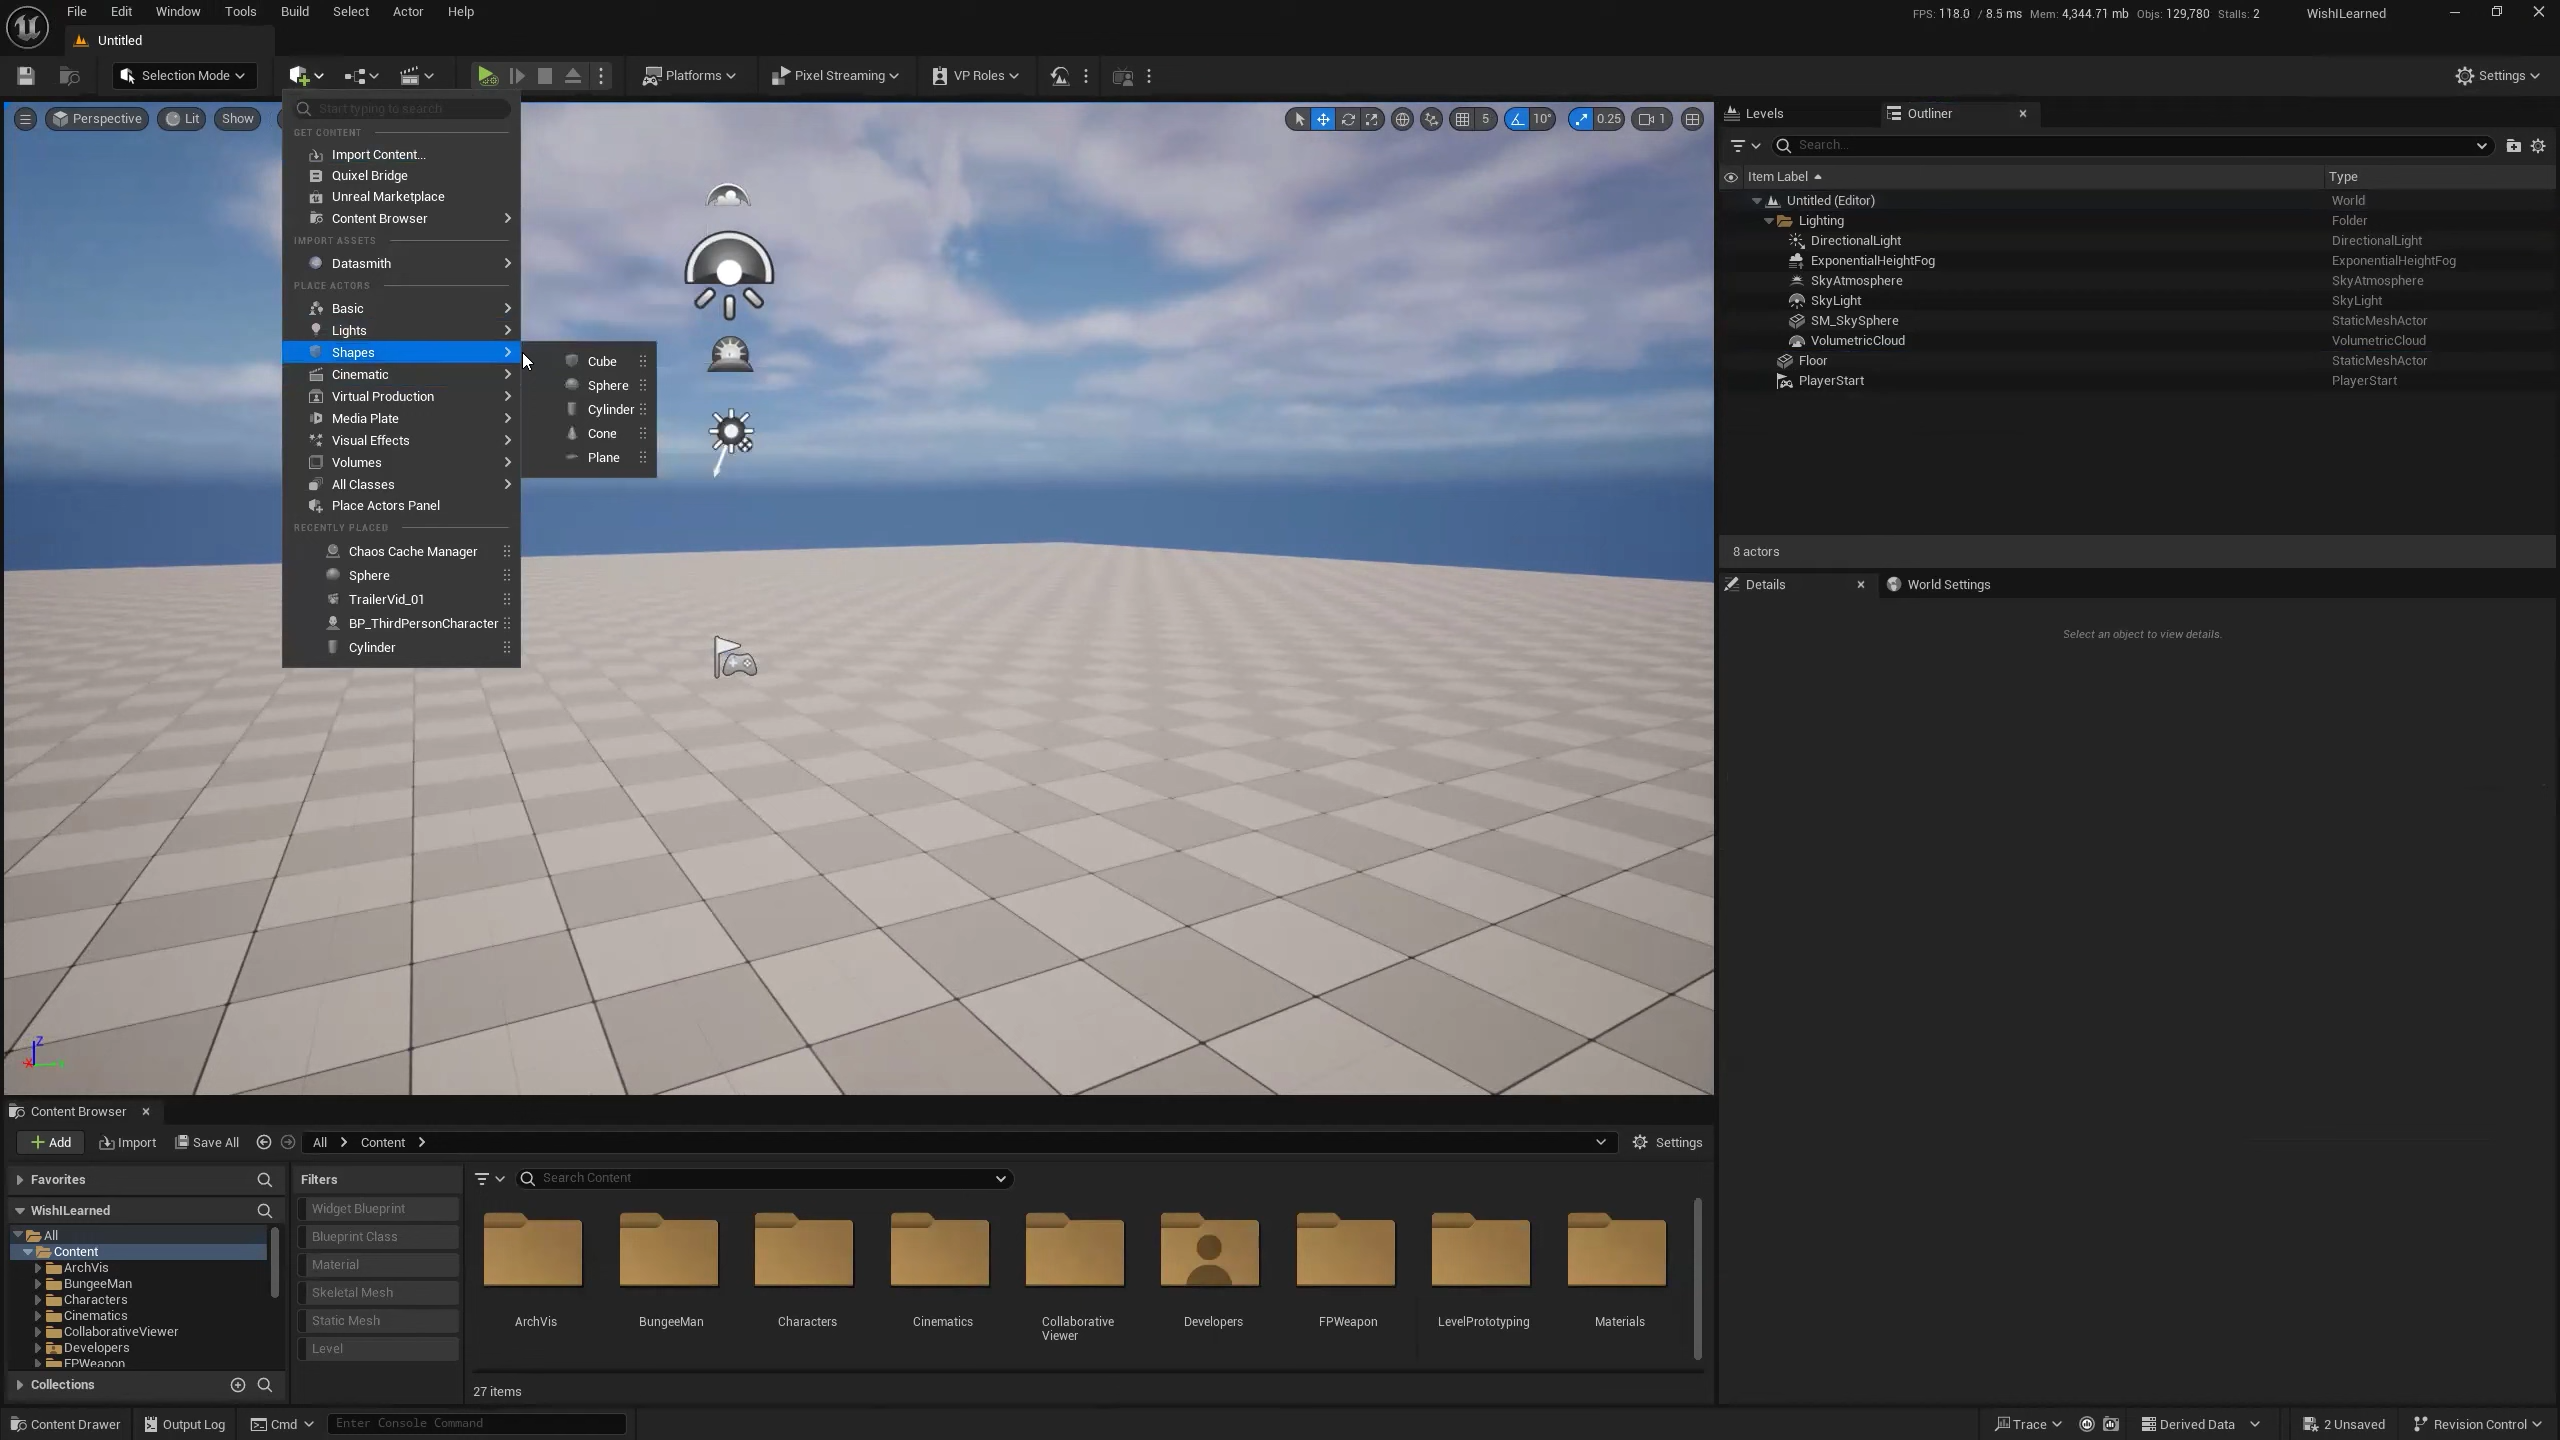 File Edit Window Tools Build Select Actor Help
FPS: 118.0 / 8.5 ms Mem: 4,344.71 mb Objs: 129,780 Stalls: 2 WishILearned
Untitled
Selection Mode Platforms Pixel Streaming VP Roles Settings
Perspective Lit Show 5 10° 0.25 1
Start typing to search
GET CONTENT
Import Content...
Quixel Bridge
Unreal Marketplace
Content Browser
IMPORT ASSETS
Datasmith
PLACE ACTORS
Basic
Lights
Shapes
Cinematic
Virtual Production
Media Plate
Visual Effects
Volumes
All Classes
Place Actors Panel
RECENTLY PLACED
Chaos Cache Manager
Sphere
TrailerVid_01
BP_ThirdPersonCharacter
Cylinder
Cube
Sphere
Cylinder
Cone
Plane
Z
Levels Outliner
Search...
Item Label Type
Untitled (Editor) World
Lighting Folder
DirectionalLight DirectionalLight
ExponentialHeightFog ExponentialHeightFog
SkyAtmosphere SkyAtmosphere
SkyLight SkyLight
SM_SkySphere StaticMeshActor
VolumetricCloud VolumetricCloud
Floor StaticMeshActor
PlayerStart PlayerStart
8 actors
Details World Settings
Select an object to view details.
Content Browser
Add Import Save All All Content Settings
Favorites
WishILearned
All
Content
ArchVis
BungeeMan
Characters
Cinematics
CollaborativeViewer
Developers
FPWeapon
Collections
Filters
Widget Blueprint
Blueprint Class
Material
Skeletal Mesh
Static Mesh
Level
Search Content
ArchVis BungeeMan Characters Cinematics Collaborative Developers FPWeapon LevelPrototyping Materials
Viewer
27 items
Content Drawer Output Log Cmd Enter Console Command Trace Derived Data 2 Unsaved Revision Control